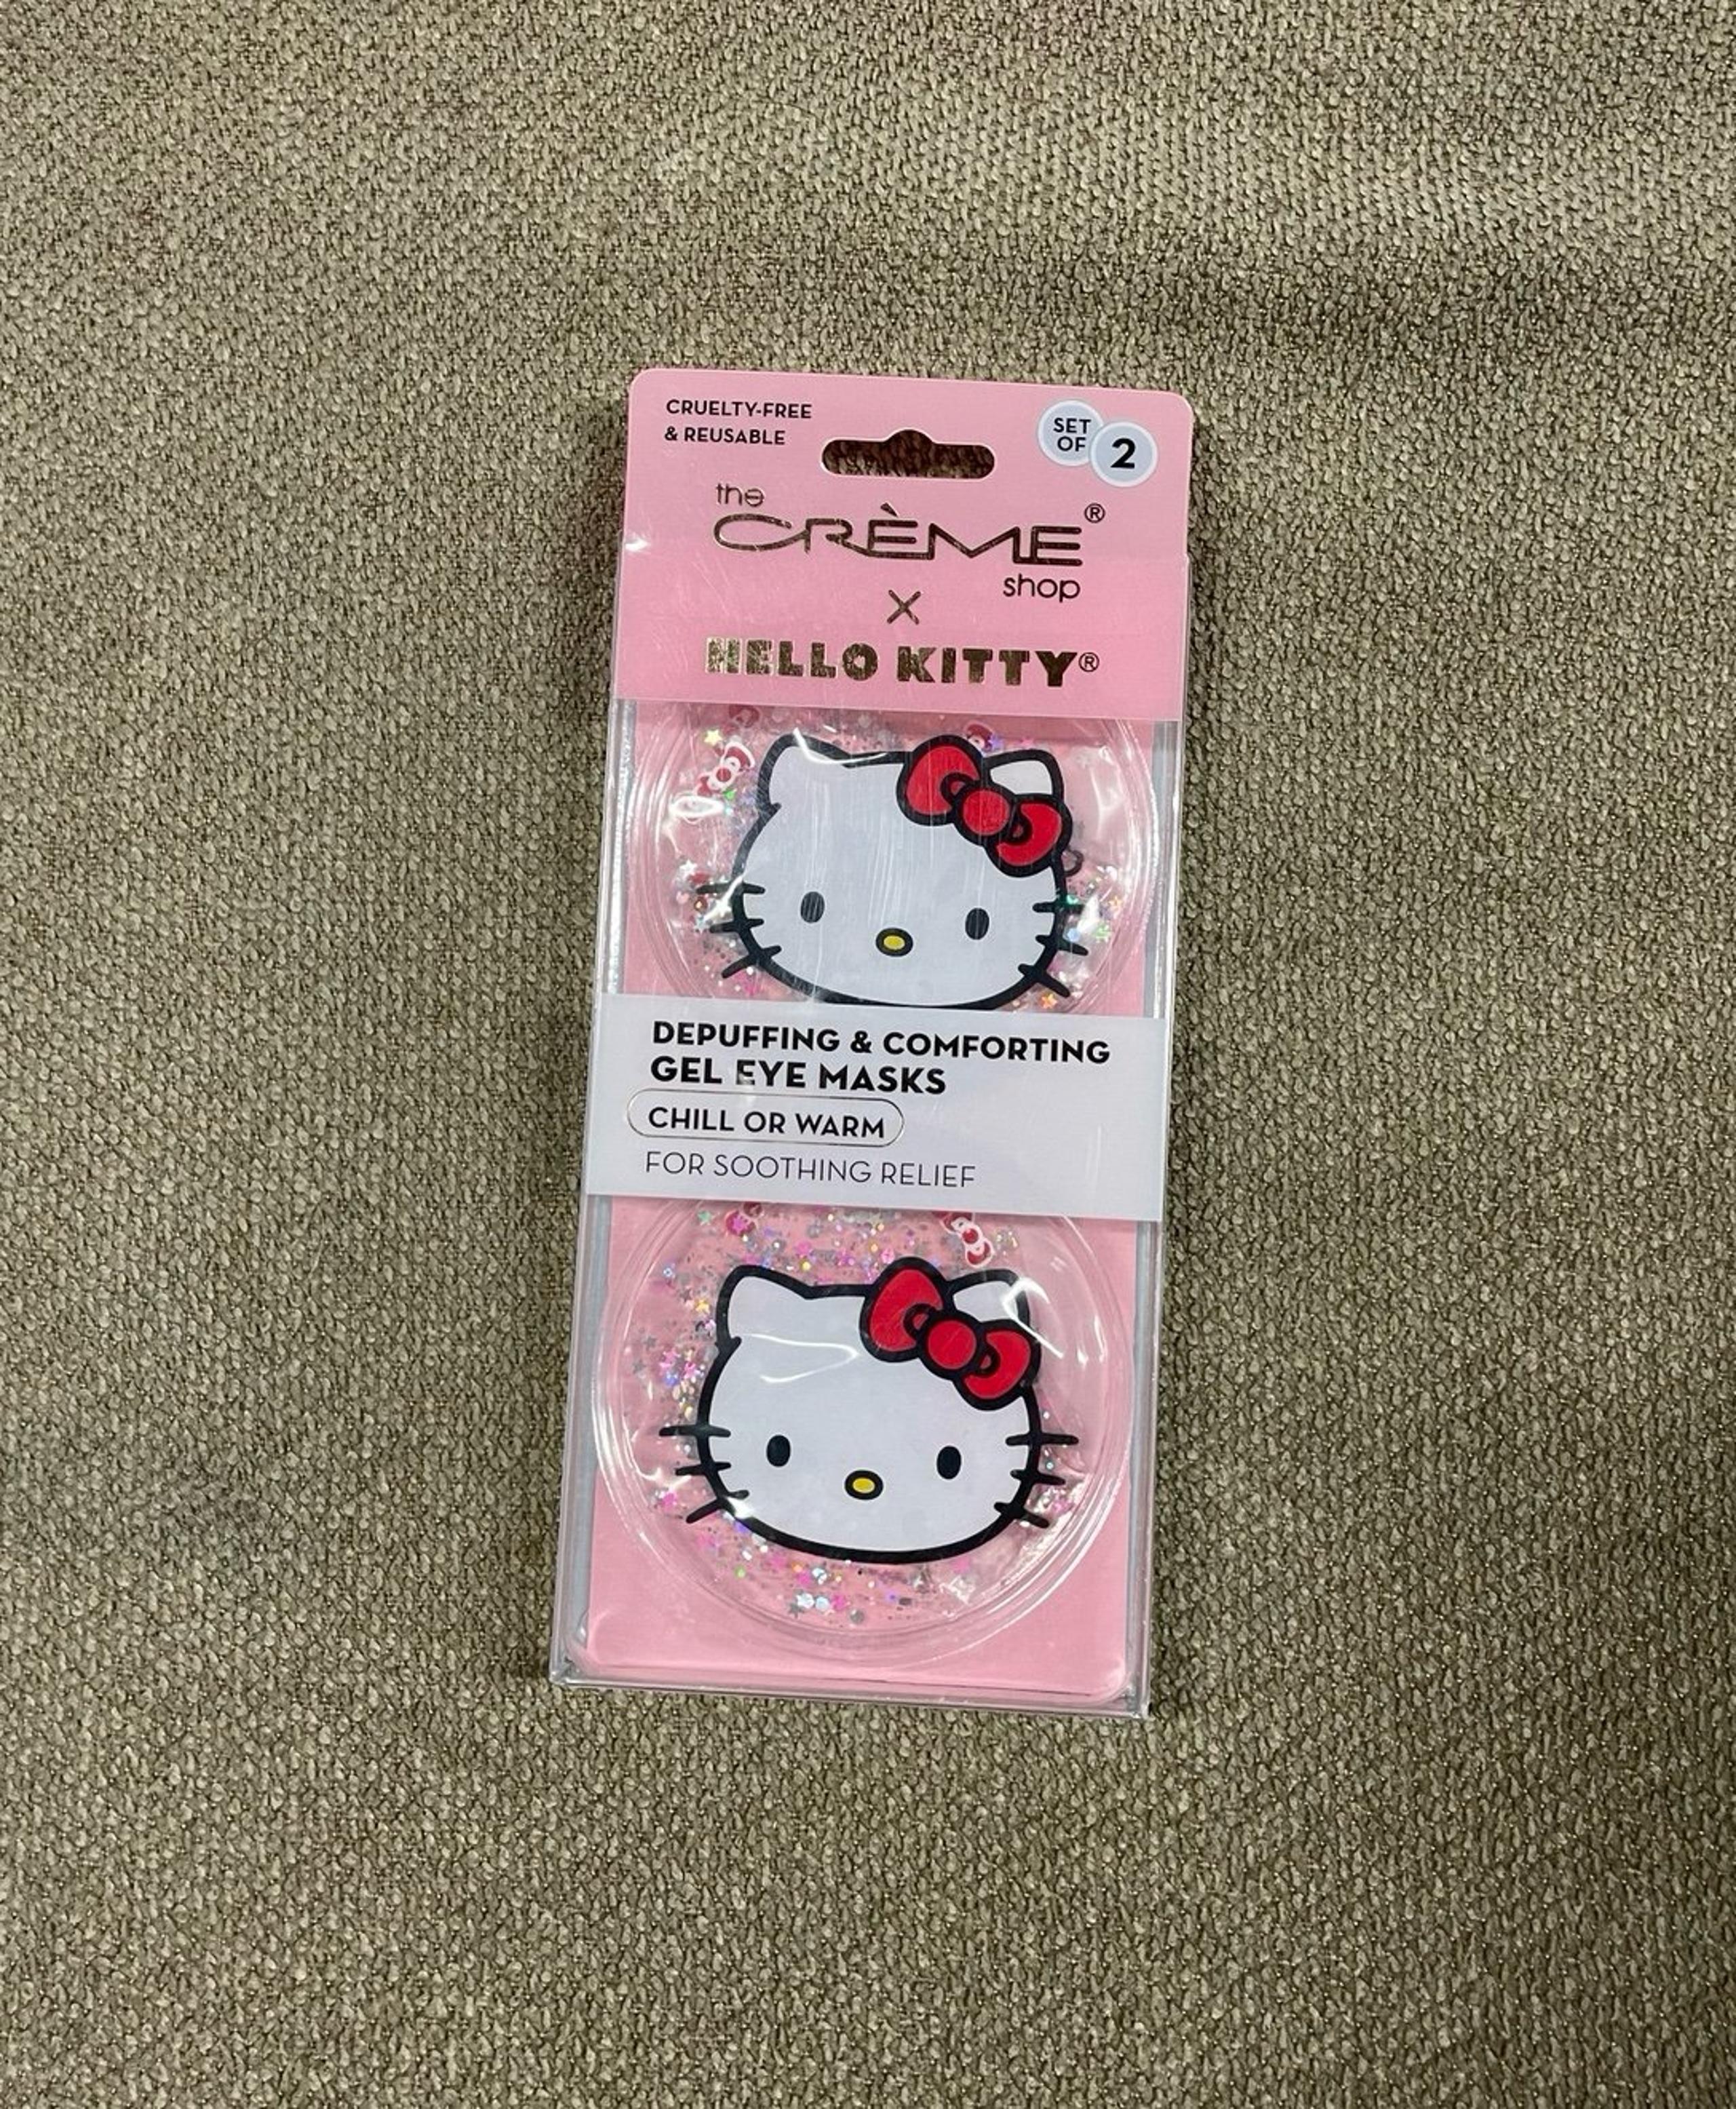 CRUELTY-FREE
& REUSABLE
SET
OF
2
the
CRÈME®
shop
X
HELLO KITTY®
DEPUFFING & COMFORTING
GEL EYE MASKS
CHILL OR WARM
FOR SOOTHING RELIEF